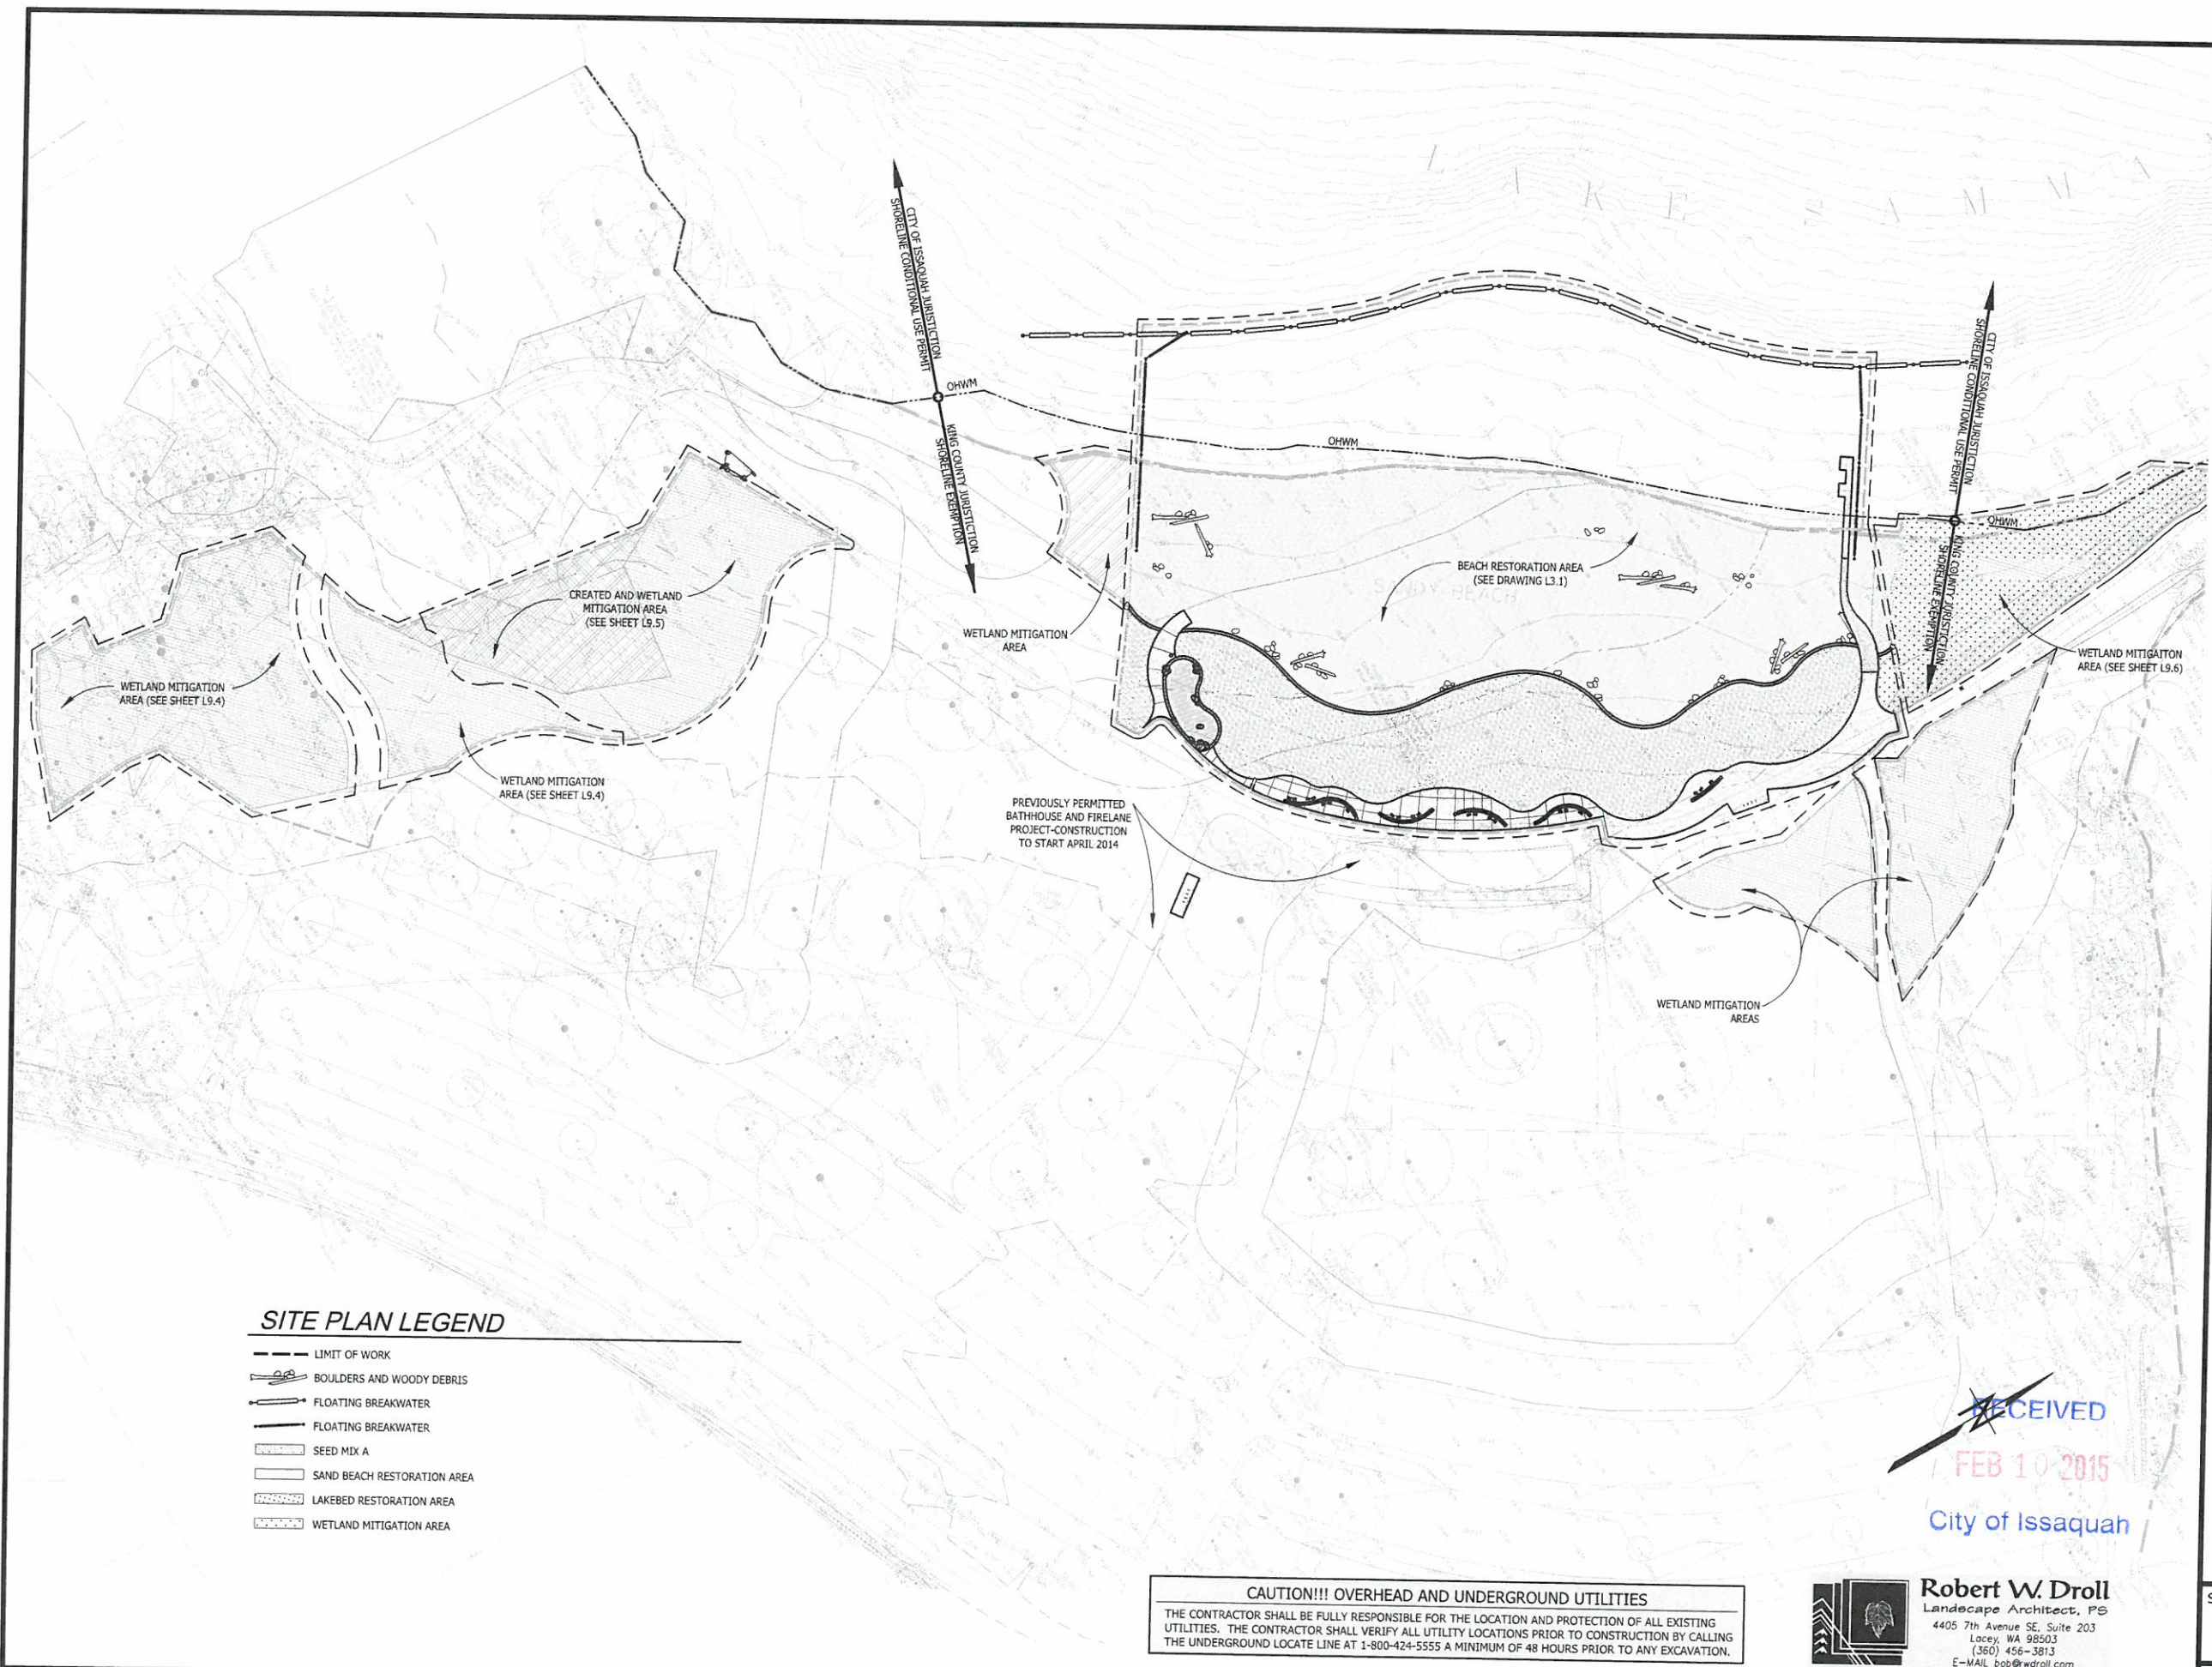 L A K E S A M M A
CITY OF ISSAQUAH JURISTICTION
SHORELINE CONDITIONAL USE PERMIT
OHWM
KING COUNTY JURISTICTION
SHORELINE EXEMPTION
CITY OF ISSAQUAH JURISTICTION
SHORELINE CONDITIONAL USE PERMIT
OHWM
OHWM
KING COUNTY JURISTICTION
SHORELINE EXEMPTION
BEACH RESTORATION AREA
(SEE DRAWING L3.1)
SANDY BEACH
CREATED AND WETLAND
MITIGATION AREA
(SEE SHEET L9.5)
WETLAND MITIGATION
AREA
WETLAND MITIGAITON
AREA (SEE SHEET L9.6)
WETLAND MITIGATION
AREA (SEE SHEET L9.4)
WETLAND MITIGATION
AREA (SEE SHEET L9.4)
PREVIOUSLY PERMITTED
BATHHOUSE AND FIRELANE
PROJECT-CONSTRUCTION
TO START APRIL 2014
WETLAND MITIGATION
AREAS
SITE PLAN LEGEND
LIMIT OF WORK
BOULDERS AND WOODY DEBRIS
FLOATING BREAKWATER
FLOATING BREAKWATER
SEED MIX A
SAND BEACH RESTORATION AREA
LAKEBED RESTORATION AREA
WETLAND MITIGATION AREA
RECEIVED
FEB 10 2015
City of Issaquah
CAUTION!!! OVERHEAD AND UNDERGROUND UTILITIES
THE CONTRACTOR SHALL BE FULLY RESPONSIBLE FOR THE LOCATION AND PROTECTION OF ALL EXISTING
UTILITIES. THE CONTRACTOR SHALL VERIFY ALL UTILITY LOCATIONS PRIOR TO CONSTRUCTION BY CALLING
THE UNDERGROUND LOCATE LINE AT 1-800-424-5555 A MINIMUM OF 48 HOURS PRIOR TO ANY EXCAVATION.
Robert W. Droll
Landscape Architect, PS
4405 7th Avenue SE, Suite 203
Lacey, WA 98503
(360) 456-3813
E-MAIL bob@rwdroll.com